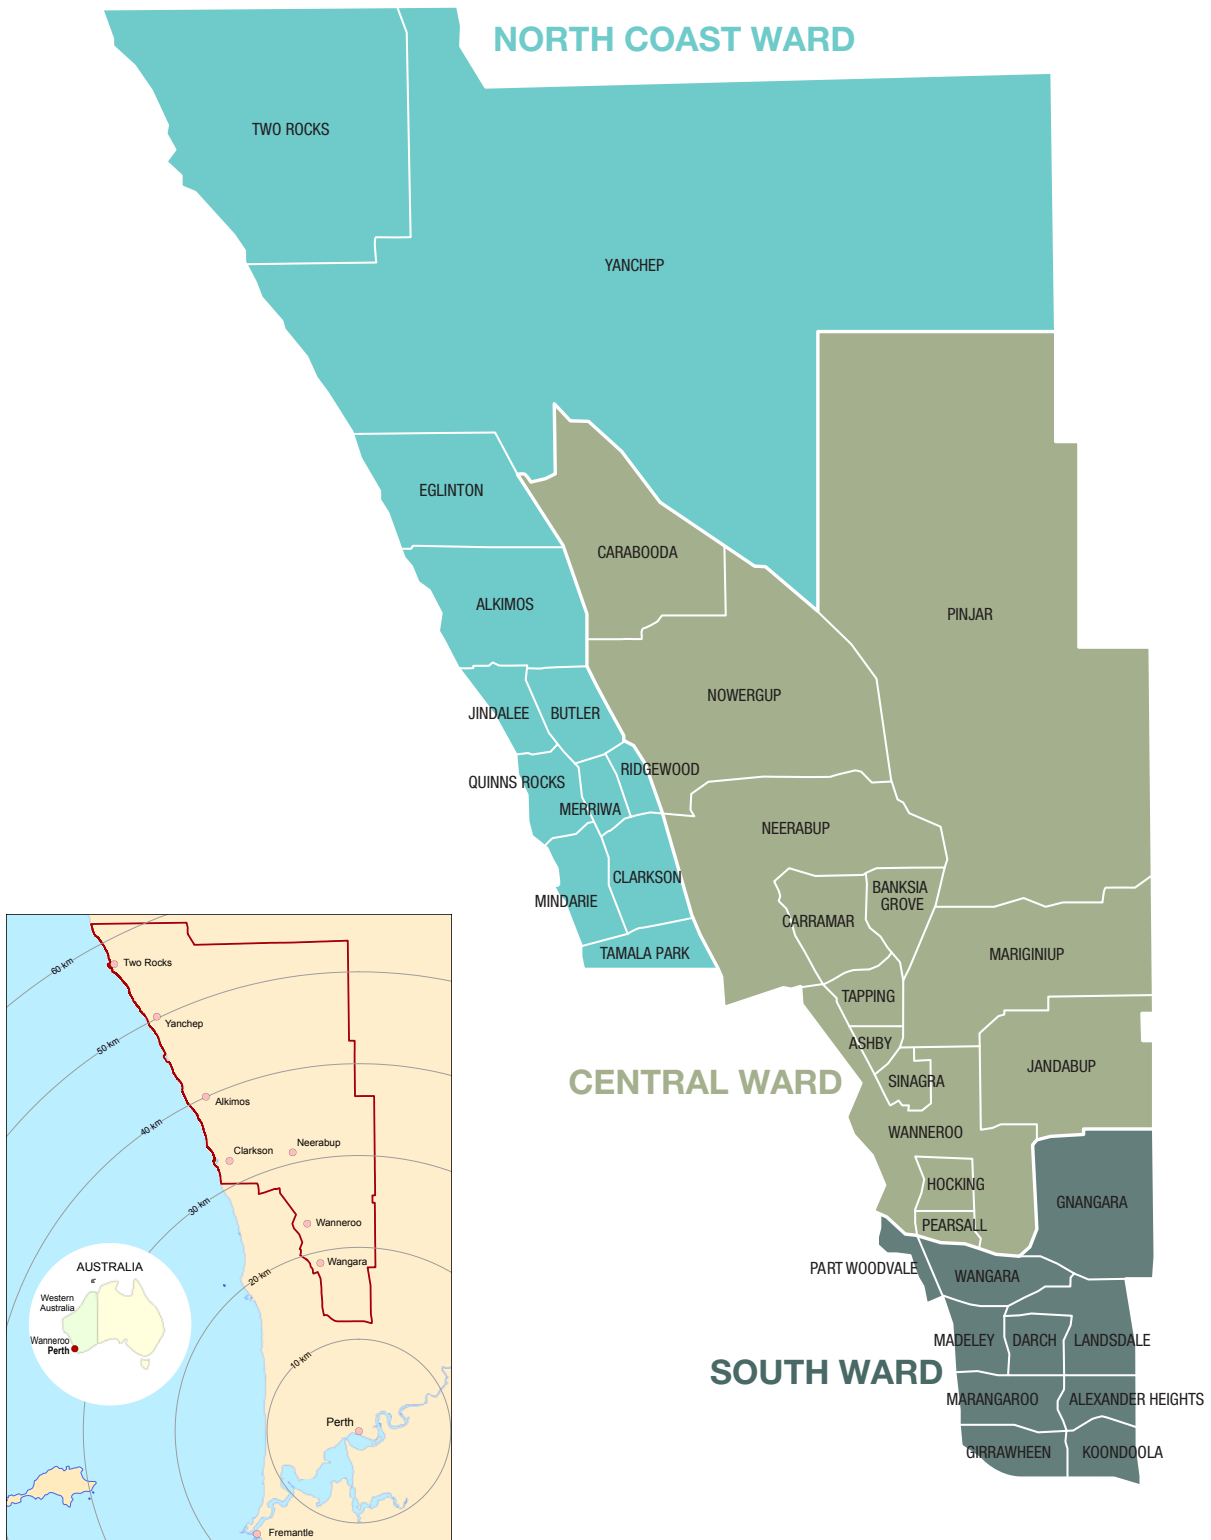 NORTH COAST WARD
TWO ROCKS
YANCHEP
EGLINTON
CARABOODA
ALKIMOS
PINJAR
NOWERGUP
JINDALEE
BUTLER
RIDGEWOOD
QUINNS ROCKS
MERRIWA
NEERABUP
CLARKSON
BANKSIA
GROVE
MINDARIE
CARRAMAR
TAMALA PARK
MARIGINIUP
TAPPING
ASHBY
JANDABUP
CENTRAL WARD
SINAGRA
WANNEROO
HOCKING
GNANGARA
PEARSALL
PART WOODVALE
WANGARA
MADELEY
DARCH
LANDSDALE
SOUTH WARD
MARANGAROO
ALEXANDER HEIGHTS
GIRRAWHEEN
KOONDOOLA
60 km
Two Rocks
Yanchep
50 km
Alkimos
40 km
Neerabup
Clarkson
30 km
Wanneroo
Wangara
20 km
AUSTRALIA
Western
Australia
Wanneroo
Perth
10 km
Perth
Fremantle